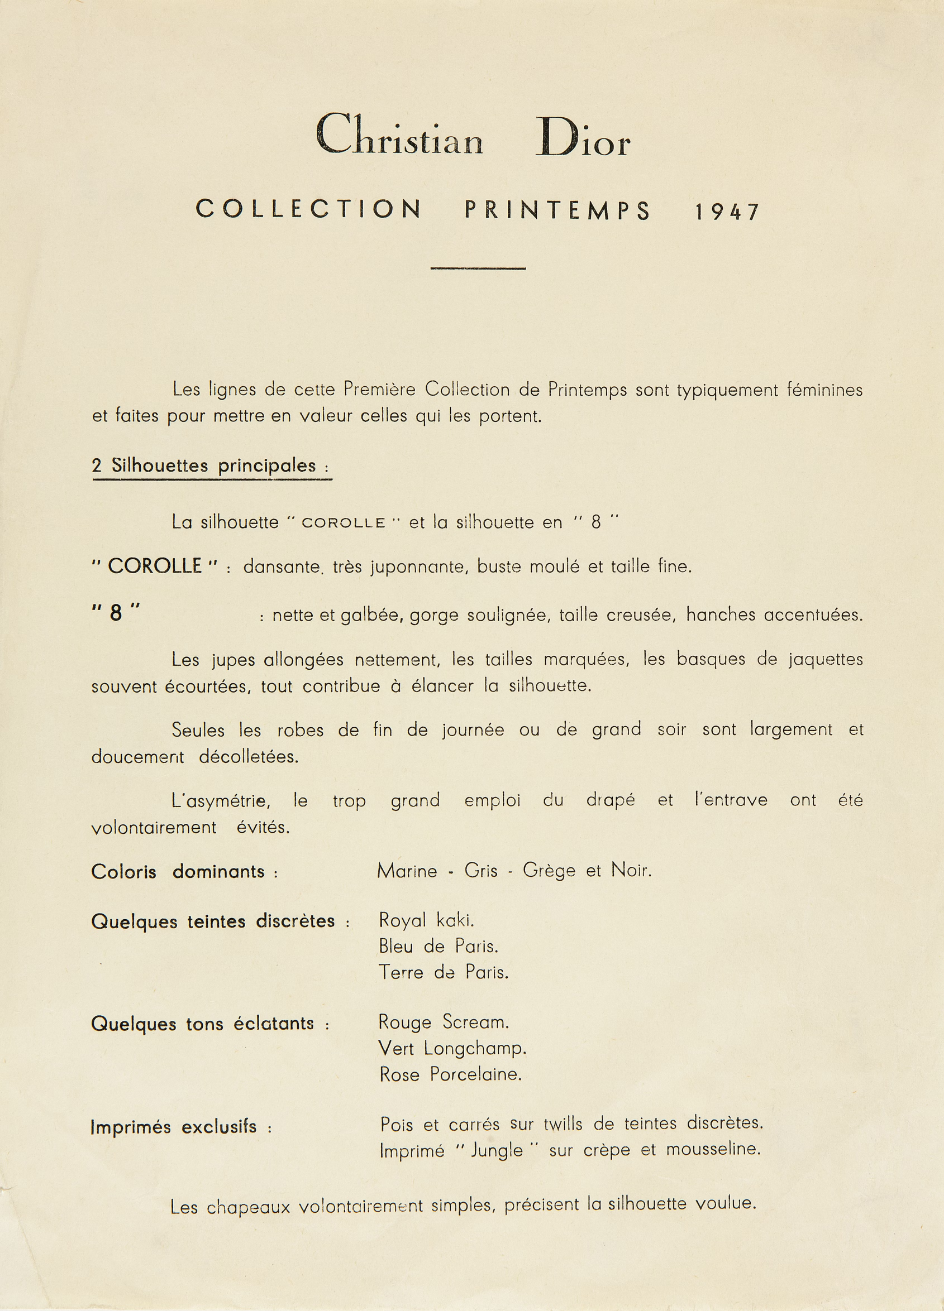 Christian Dior
COLLECTION PRINTEMPS 1947
Les lignes de cette Première Collection de Printemps sont typiquement féminines
et faites pour mettre en valeur celles qui les portent.
2 Silhouettes principales :
La silhouette " COROLLE " et la silhouette en " 8 "
" COROLLE " : dansante, très juponnante, buste moulé et taille fine.
" 8 " : nette et galbée, gorge soulignée, taille creusée, hanches accentuées.
Les jupes allongées nettement, les tailles marquées, les basques de jaquettes
souvent écourtées, tout contribue à élancer la silhouette.
Seules les robes de fin de journée ou de grand soir sont largement et
doucement décolletées.
L'asymétrie, le trop grand emploi du drapé et l'entrave ont été
volontairement évités.
Coloris dominants : Marine - Gris - Grège et Noir.
Quelques teintes discrètes : Royal kaki.
Bleu de Paris.
Terre de Paris.
Quelques tons éclatants : Rouge Scream.
Vert Longchamp.
Rose Porcelaine.
Imprimés exclusifs : Pois et carrés sur twills de teintes discrètes.
Imprimé " Jungle " sur crèpe et mousseline.
Les chapeaux volontairement simples, précisent la silhouette voulue.